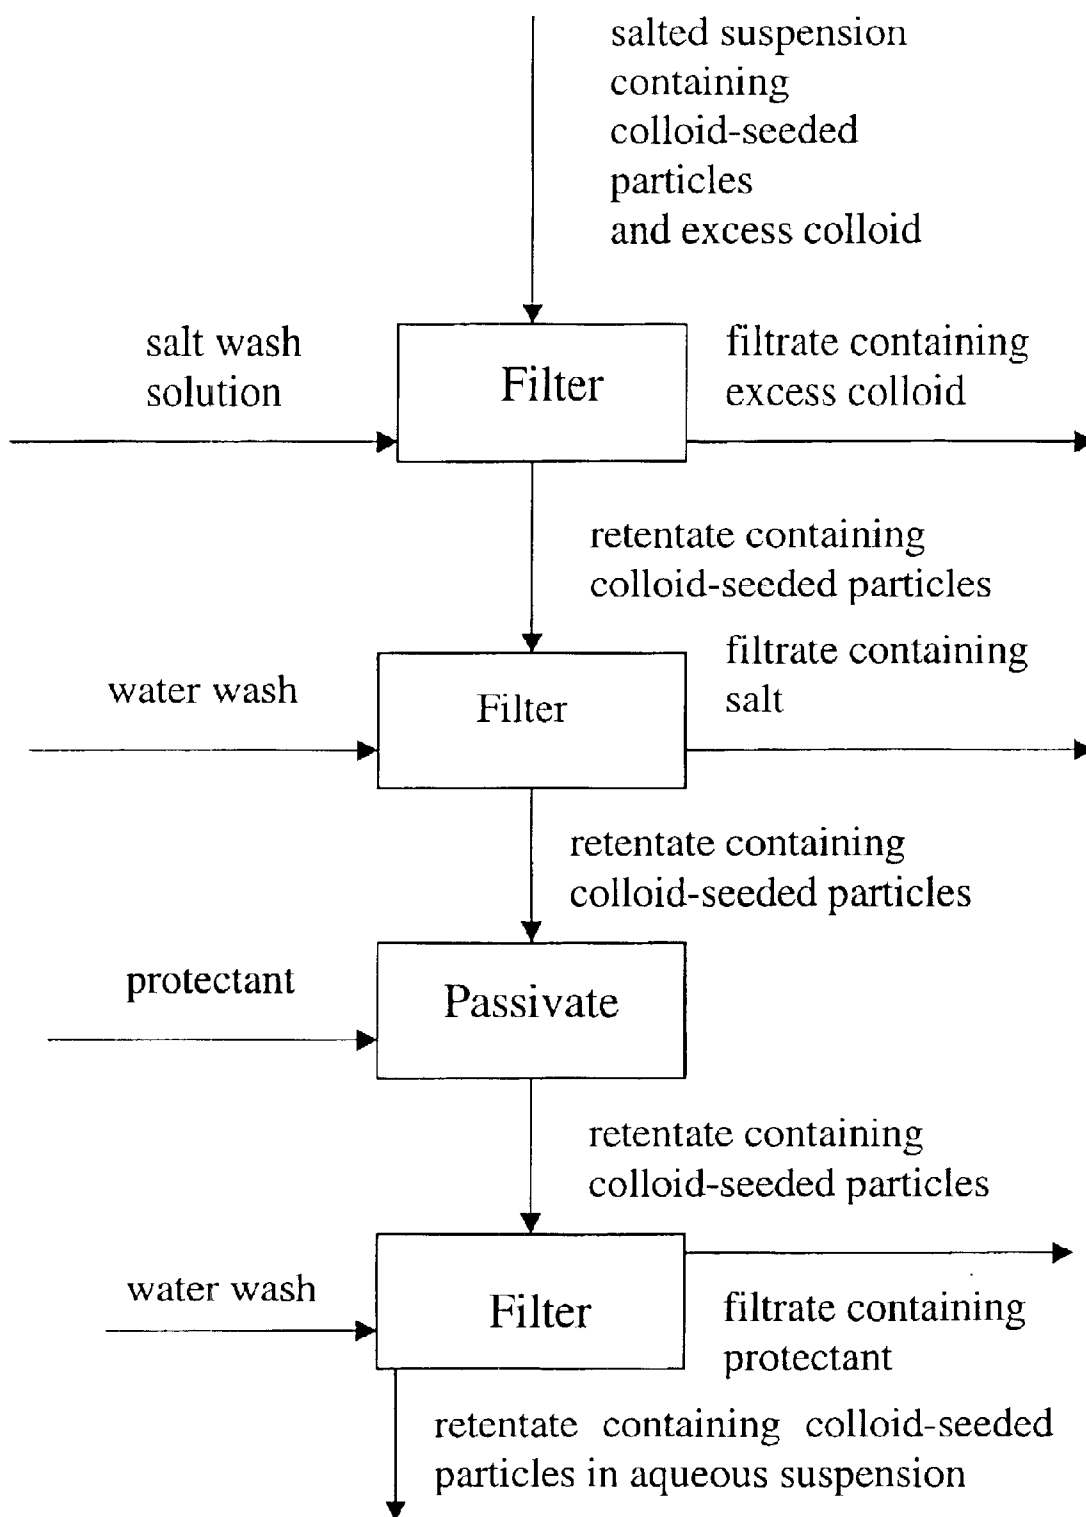 salted suspension
containing
colloid-seeded
particles
and excess colloid
salt wash
solution
Filter
filtrate containing
excess colloid
retentate containing
colloid-seeded particles
water wash
Filter
filtrate containing
salt
retentate containing
colloid-seeded particles
protectant
Passivate
retentate containing
colloid-seeded particles
water wash
Filter
filtrate containing
protectant
retentate containing colloid-seeded
particles in aqueous suspension